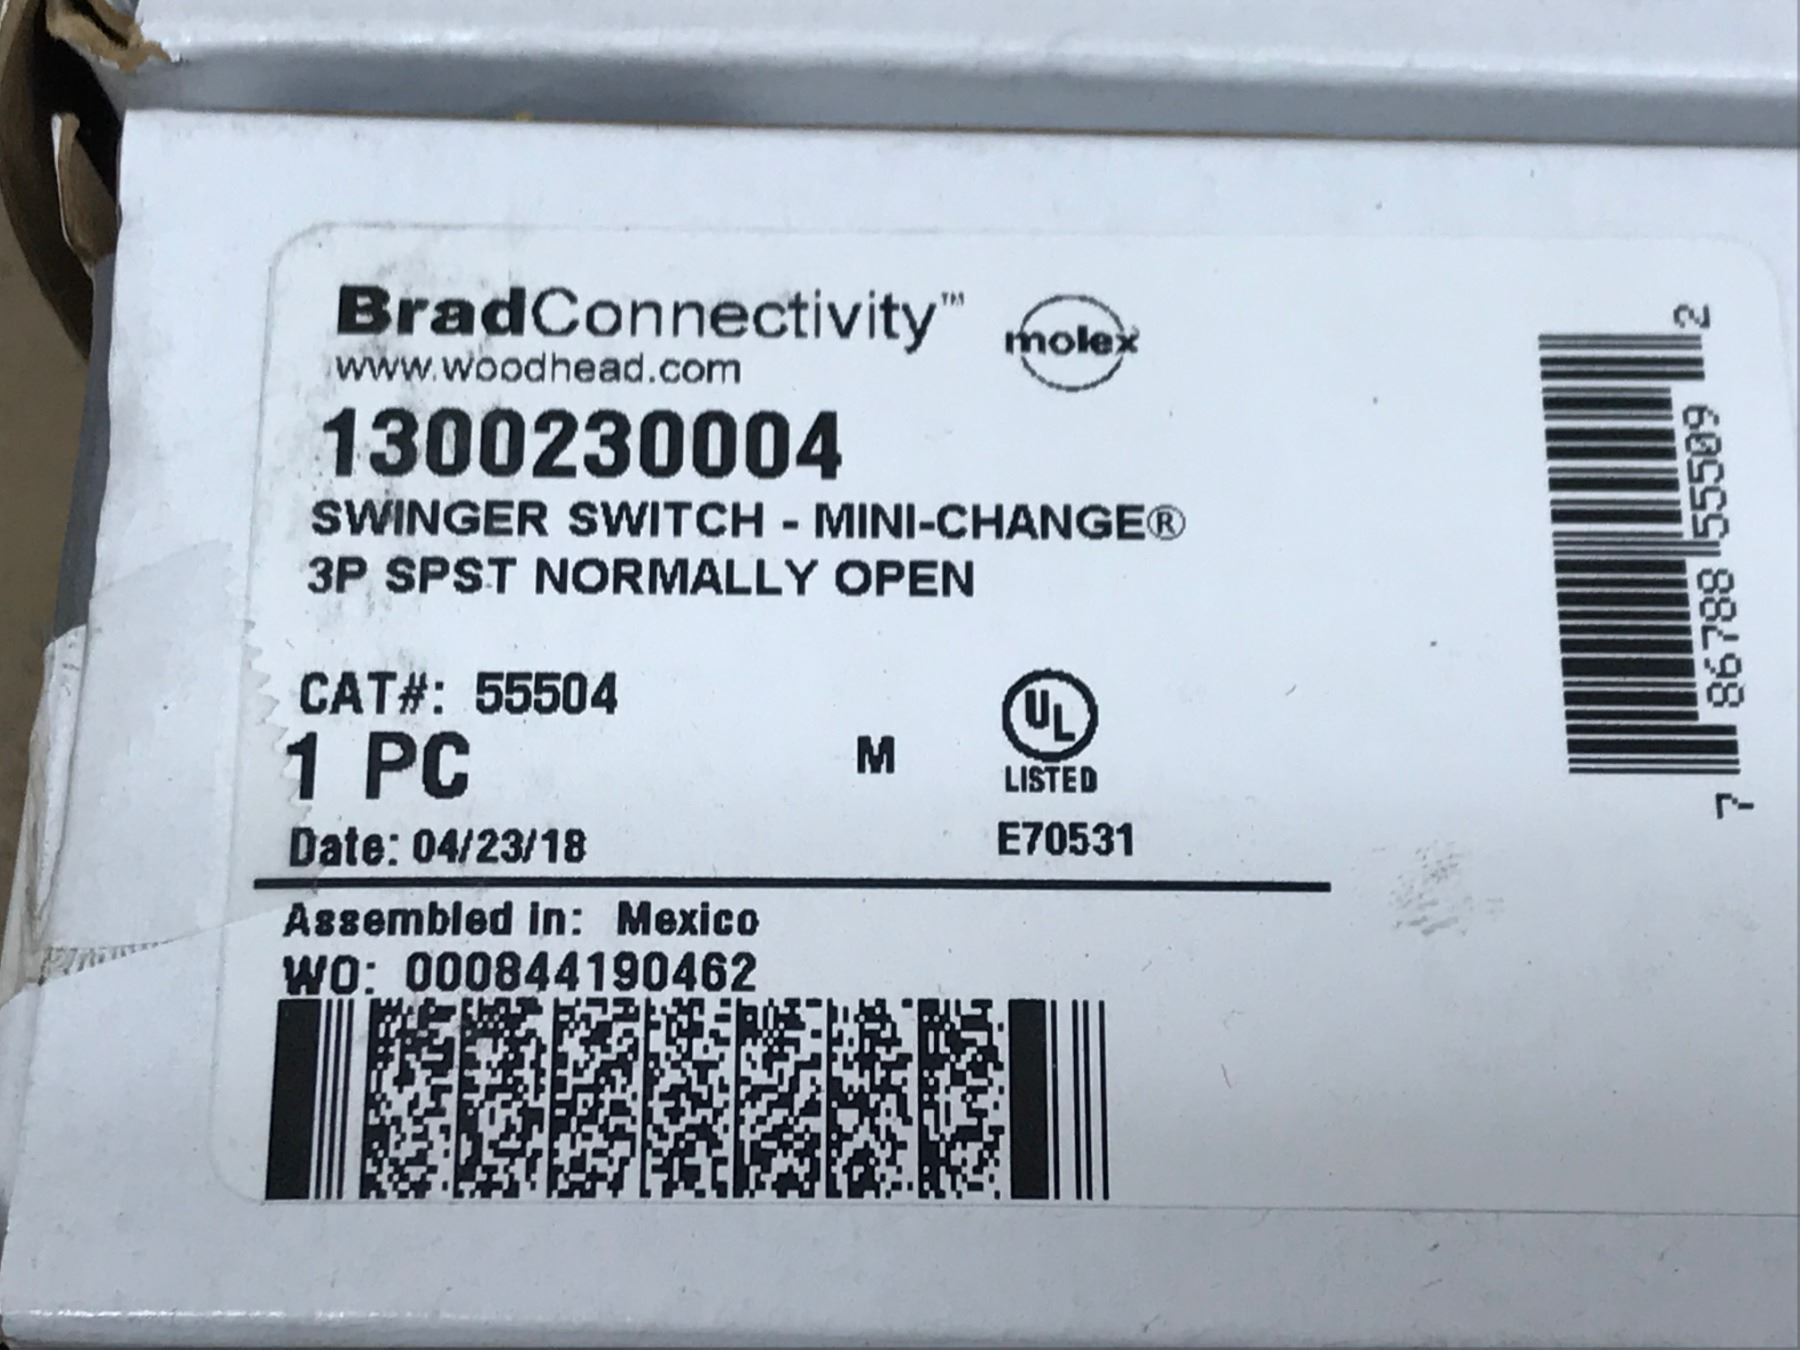 BradConnectivity™
molex
www.woodhead.com
1300230004
SWINGER SWITCH - MINI-CHANGE®
3P SPST NORMALLY OPEN
CAT#: 55504
1 PC
M
UL
LISTED
Date: 04/23/18
E70531
Assembled in: Mexico
WO: 000844190462
7 86788 55509 2